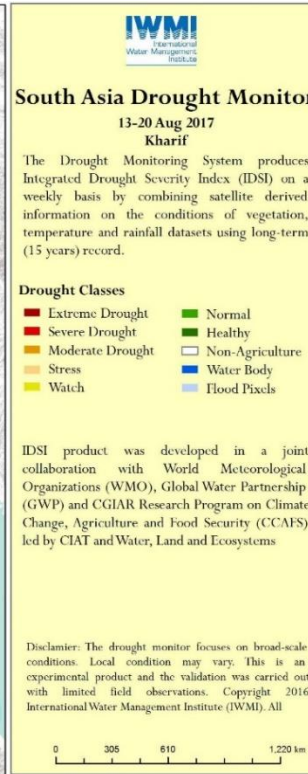 IWMI
International
Water Management
Institute
South Asia Drought Monitor
13-20 Aug 2017
Kharif
The Drought Monitoring System produces
Integrated Drought Severity Index (IDSI) on a
weekly basis by combining satellite derived
information on the conditions of vegetation,
temperature and rainfall datasets using long-term
(15 years) record.
Drought Classes
Extreme Drought
Severe Drought
Moderate Drought
Stress
Watch
Normal
Healthy
Non-Agriculture
Water Body
Flood Pixels
IDSI product was developed in a joint
collaboration with World Meteorological
Organizations (WMO), Global Water Partnership
(GWP) and CGIAR Research Program on Climate
Change, Agriculture and Food Security (CCAFS)
led by CIAT and Water, Land and Ecosystems
Disclamier: The drought monitor focuses on broad-scale
conditions. Local condition may vary. This is an
experimental product and the validation was carried out
with limited field observations. Copyright 2016
International Water Management Institute (IWMI). All
0 305 610 1,220 km